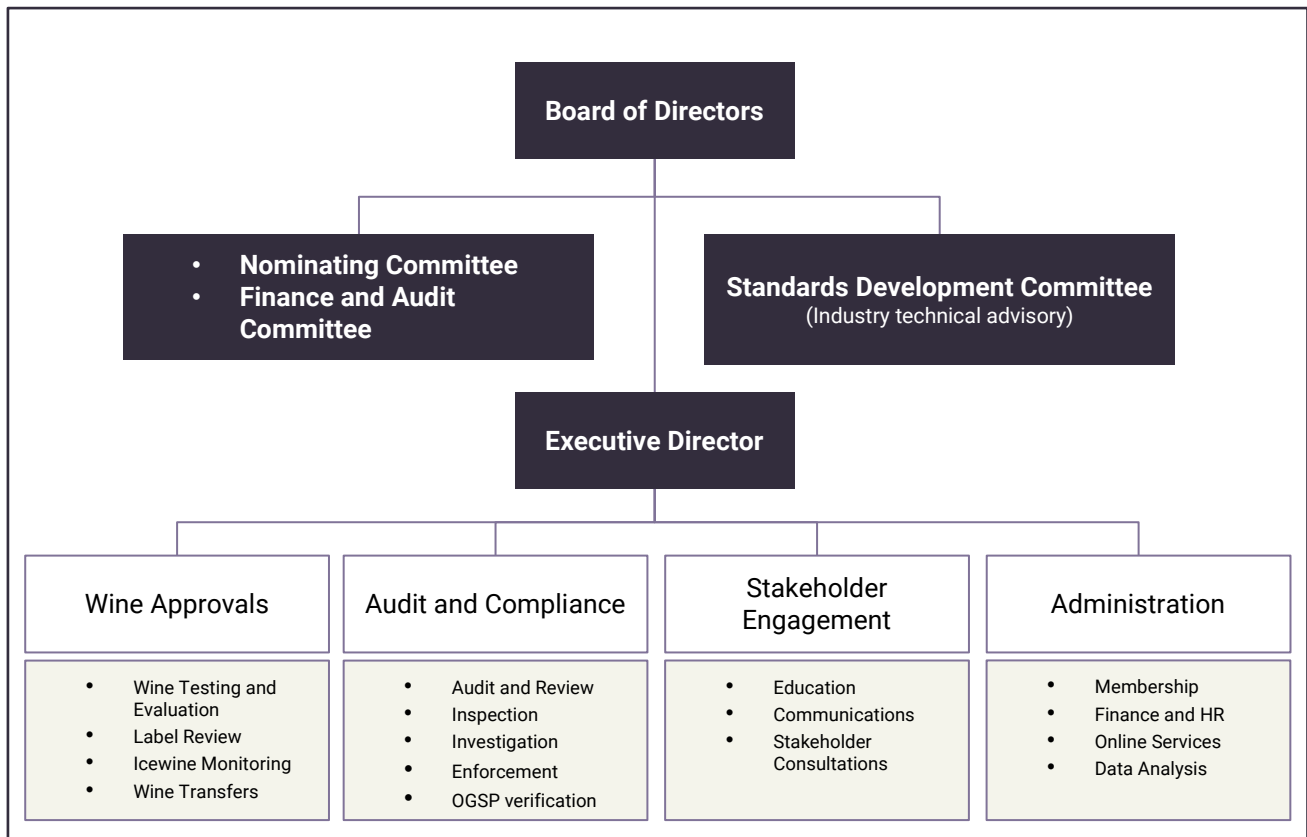 Board of Directors
• Nominating Committee
• Finance and Audit
Committee
Standards Development Committee
(Industry technical advisory)
Executive Director
Wine Approvals
Audit and Compliance
Stakeholder
Engagement
Administration
• Wine Testing and
Evaluation
• Label Review
• Icewine Monitoring
• Wine Transfers
• Audit and Review
• Inspection
• Investigation
• Enforcement
• OGSP verification
• Education
• Communications
• Stakeholder
Consultations
• Membership
• Finance and HR
• Online Services
• Data Analysis